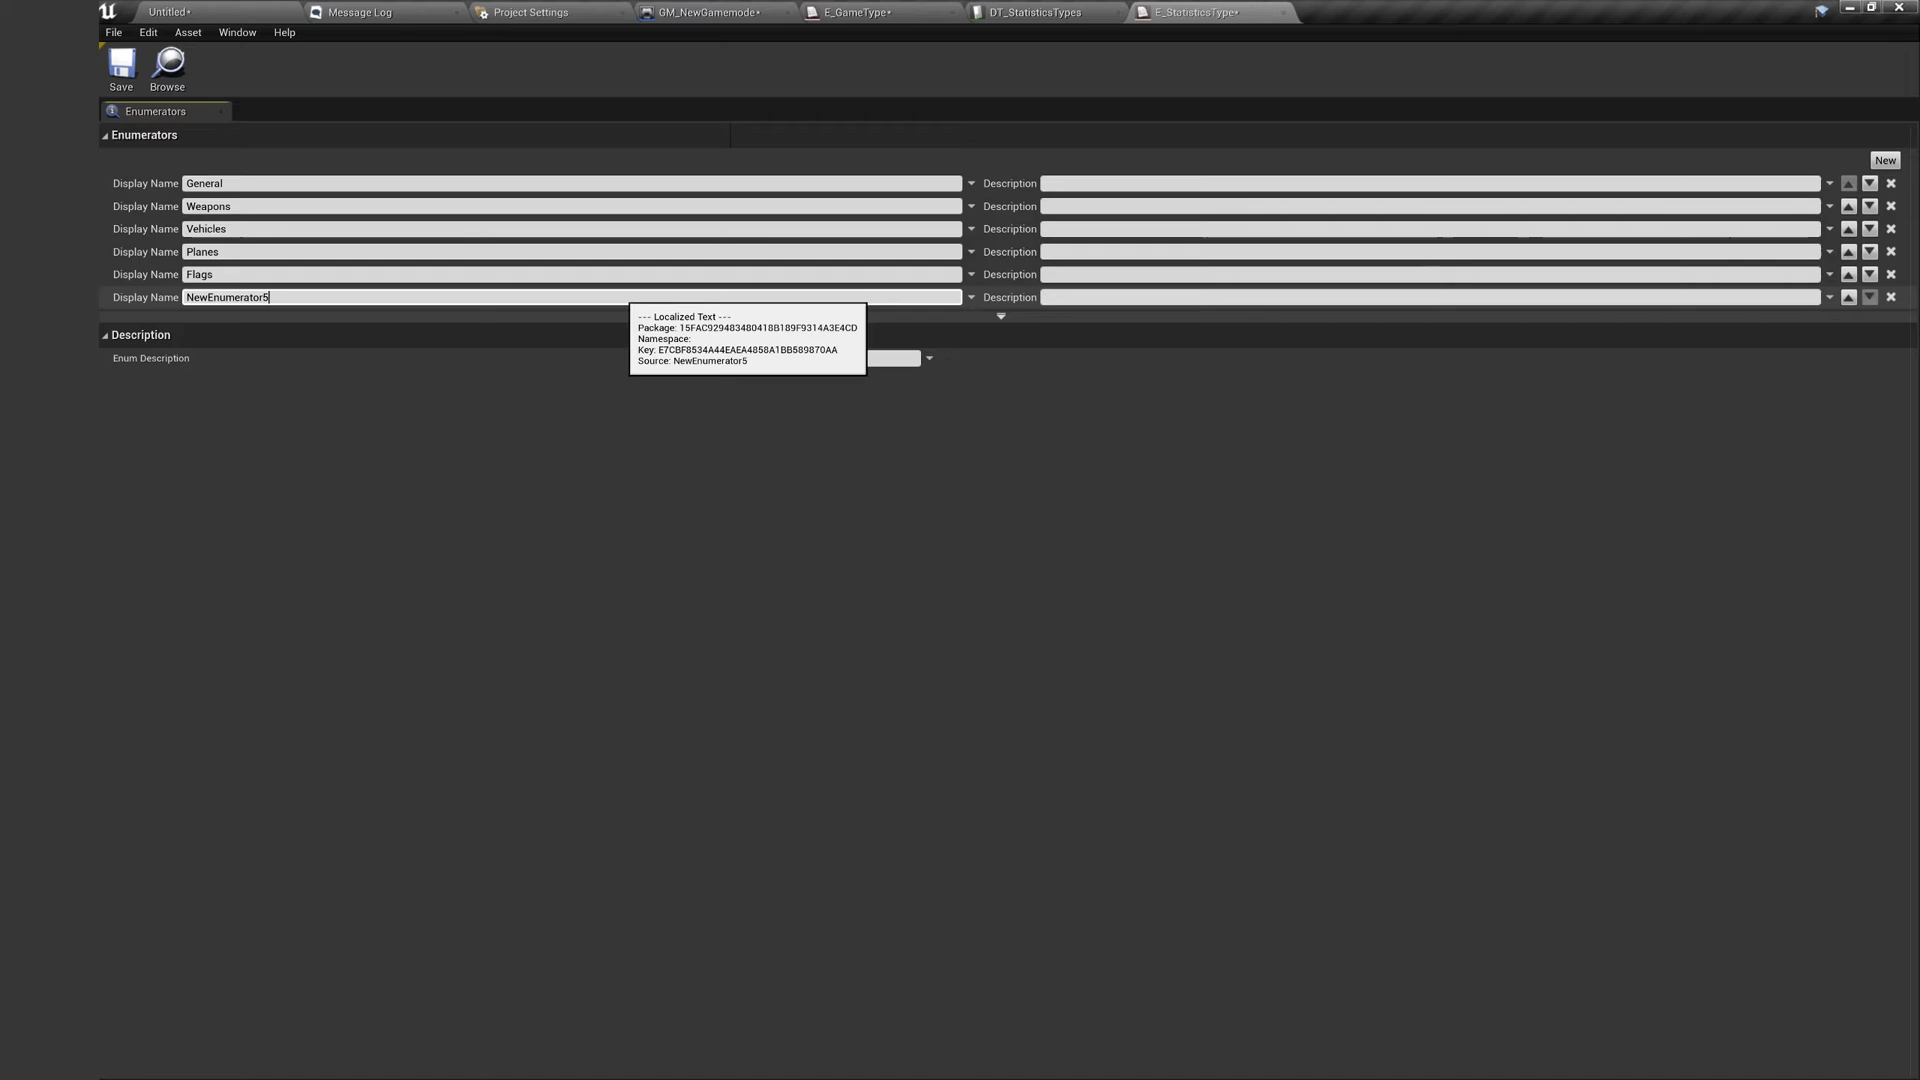 Untitled•
Message Log
Project Settings
GM_NewGamemode•
E_GameType•
DT_StatisticsTypes
E_StatisticsType•
File Edit Asset Window Help
Save Browse
Enumerators
Enumerators
New
Display Name General Description
Display Name Weapons Description
Display Name Vehicles Description
Display Name Planes Description
Display Name Flags Description
Display Name NewEnumerator5 Description
--- Localized Text ---
Package: 15FAC929483480418B189F9314A3E4CD
Namespace:
Key: E7CBF8534A44EAEA4858A1BB589870AA
Source: NewEnumerator5
Description
Enum Description